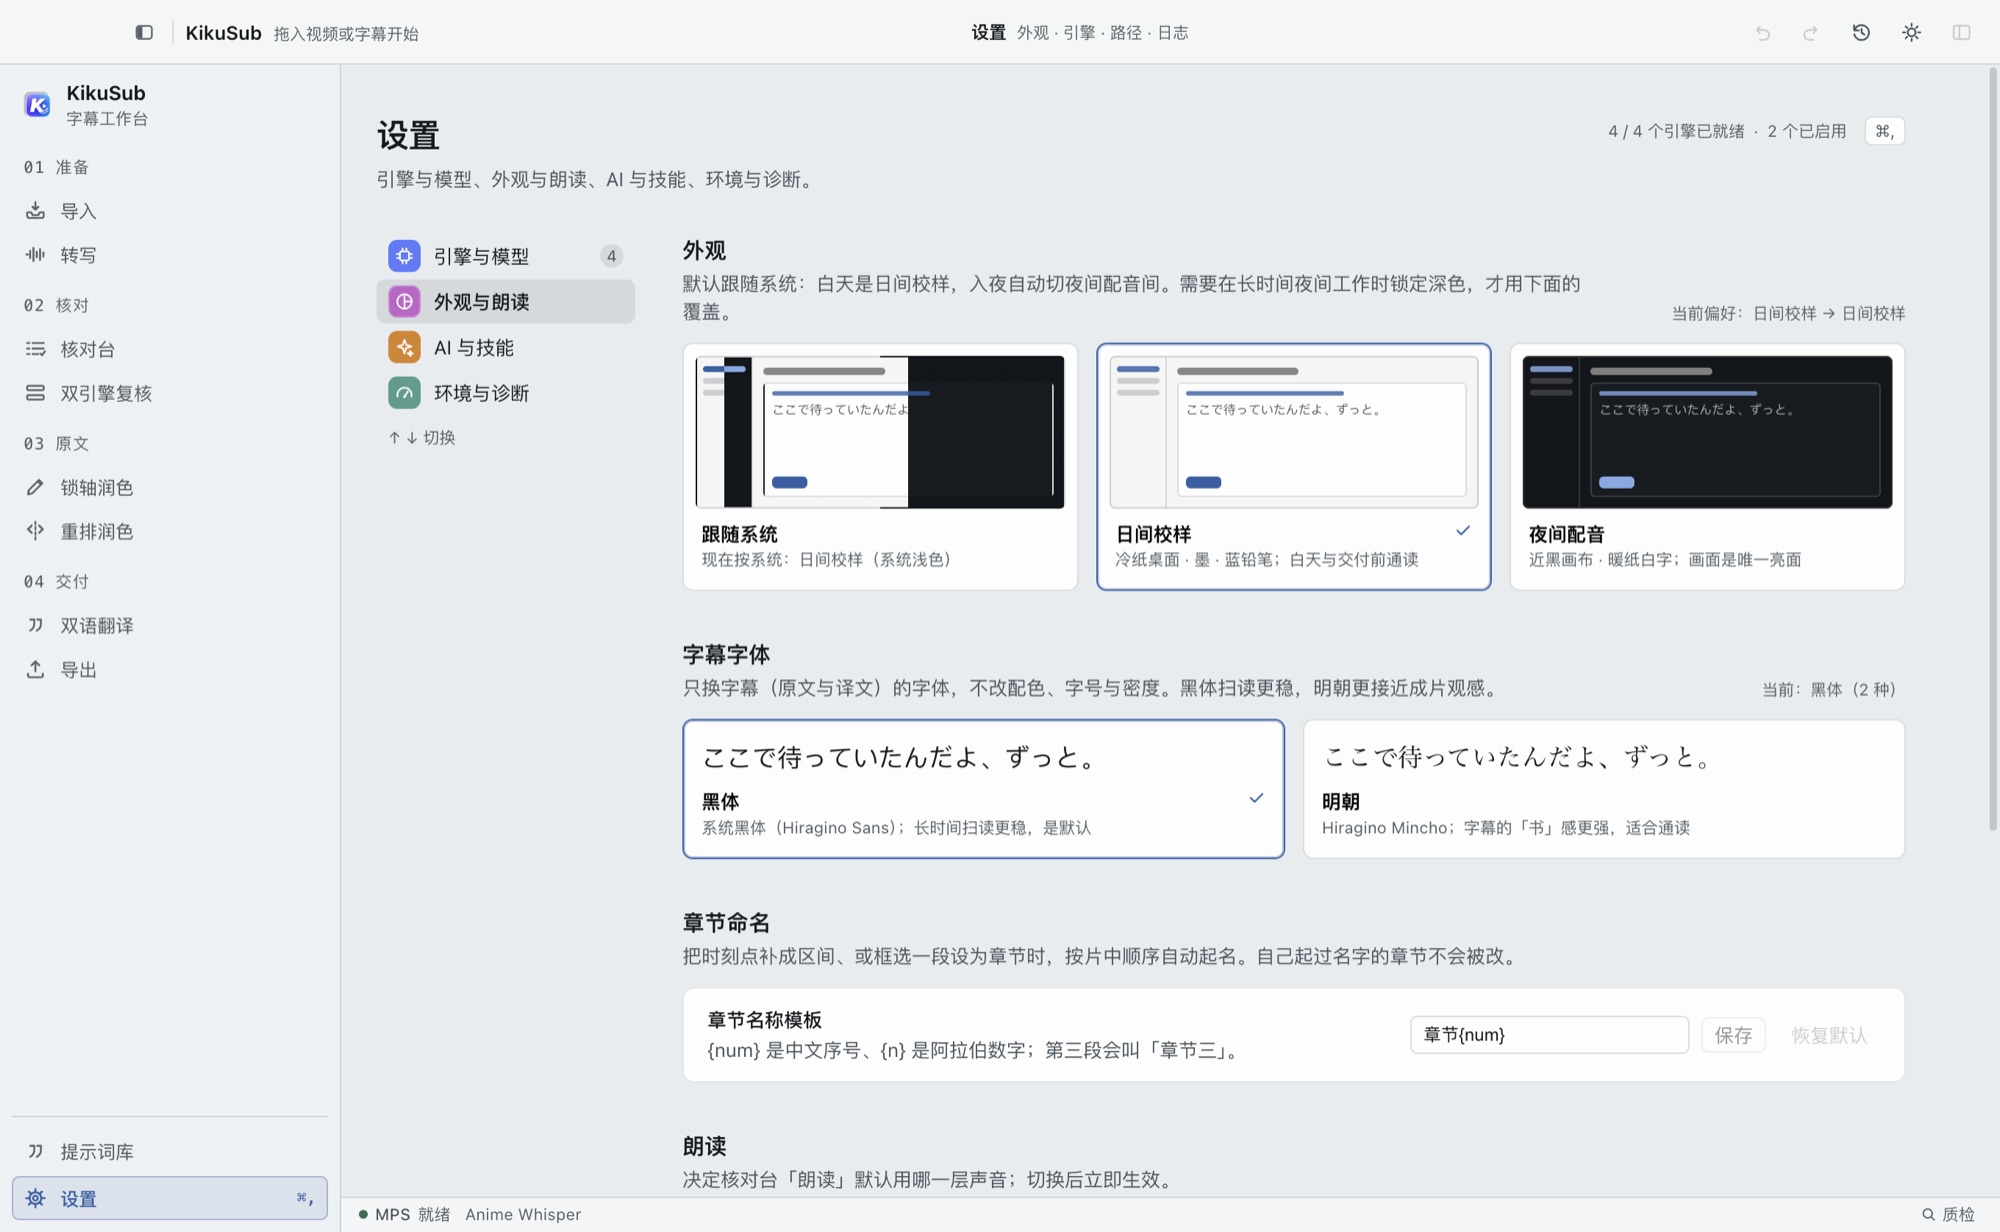 KikuSub 拖入视频或字幕开始
设置 外观 · 引擎 · 路径 · 日志
KikuSub
字幕工作台
01 准备
导入
转写
02 核对
核对台
双引擎复核
03 原文
锁轴润色
重排润色
04 交付
双语翻译
导出
提示词库
设置 ⌘,
设置
引擎与模型、外观与朗读、AI 与技能、环境与诊断。
4 / 4 个引擎已就绪 · 2 个已启用 ⌘,
引擎与模型 4
外观与朗读
AI 与技能
环境与诊断
↑ ↓ 切换
外观
默认跟随系统：白天是日间校样，入夜自动切夜间配音间。需要在长时间夜间工作时锁定深色，才用下面的
覆盖。
当前偏好：日间校样 → 日间校样
ここで待っていたんだよ
跟随系统
现在按系统：日间校样（系统浅色）
ここで待っていたんだよ、ずっと。
日间校样
冷纸桌面 · 墨 · 蓝铅笔；白天与交付前通读
ここで待っていたんだよ、ずっと。
夜间配音
近黑画布 · 暖纸白字；画面是唯一亮面
字幕字体
只换字幕（原文与译文）的字体，不改配色、字号与密度。黑体扫读更稳，明朝更接近成片观感。
当前：黑体（2 种）
ここで待っていたんだよ、ずっと。
黑体
系统黑体（Hiragino Sans）；长时间扫读更稳，是默认
ここで待っていたんだよ、ずっと。
明朝
Hiragino Mincho；字幕的「书」感更强，适合通读
章节命名
把时刻点补成区间、或框选一段设为章节时，按片中顺序自动起名。自己起过名字的章节不会被改。
章节名称模板
{num} 是中文序号、{n} 是阿拉伯数字；第三段会叫「章节三」。
章节{num} 保存 恢复默认
朗读
决定核对台「朗读」默认用哪一层声音；切换后立即生效。
MPS 就绪 Anime Whisper
质检